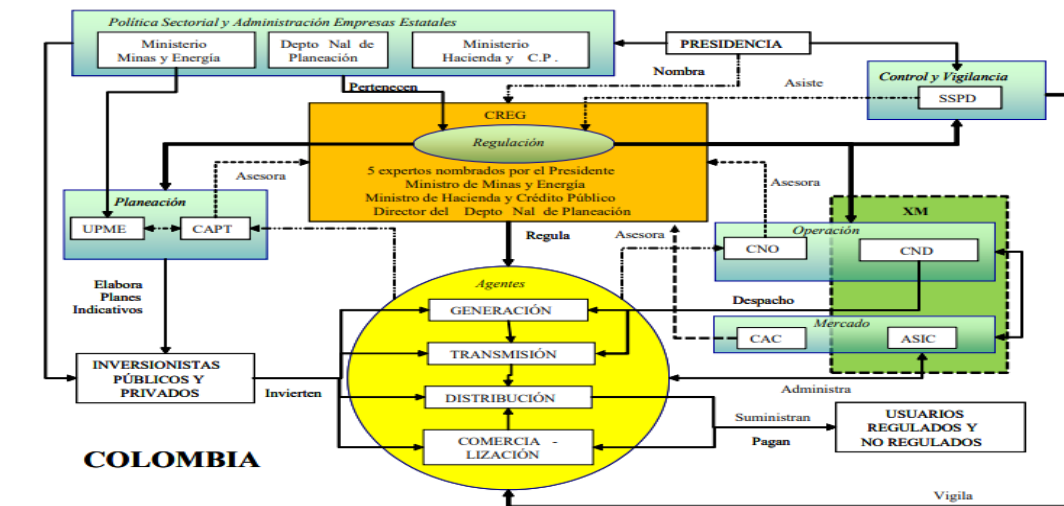 Política Sectorial y Administración Empresas Estatales
Ministerio
Minas y Energía
Depto Nal de
Planeación
Ministerio
Hacienda y C.P.
PRESIDENCIA
Nombra
Pertenecen
Asiste
Control y Vigilancia
SSPD
CREG
Regulación
5 expertos nombrados por el Presidente
Ministro de Minas y Energía
Ministro de Hacienda y Crédito Público
Director del Depto Nal de Planeación
Asesora
Planeación
UPME
CAPT
Asesora
XM
Operación
CNO
CND
Regula
Asesora
Elabora
Planes
Indicativos
Agentes
GENERACIÓN
Despacho
Mercado
CAC
ASIC
TRANSMISIÓN
INVERSIONISTAS
PÚBLICOS Y
PRIVADOS
Invierten
Administra
DISTRIBUCIÓN
Suministran
Pagan
USUARIOS
REGULADOS Y
NO REGULADOS
COMERCIA -
LIZACIÓN
COLOMBIA
Vigila